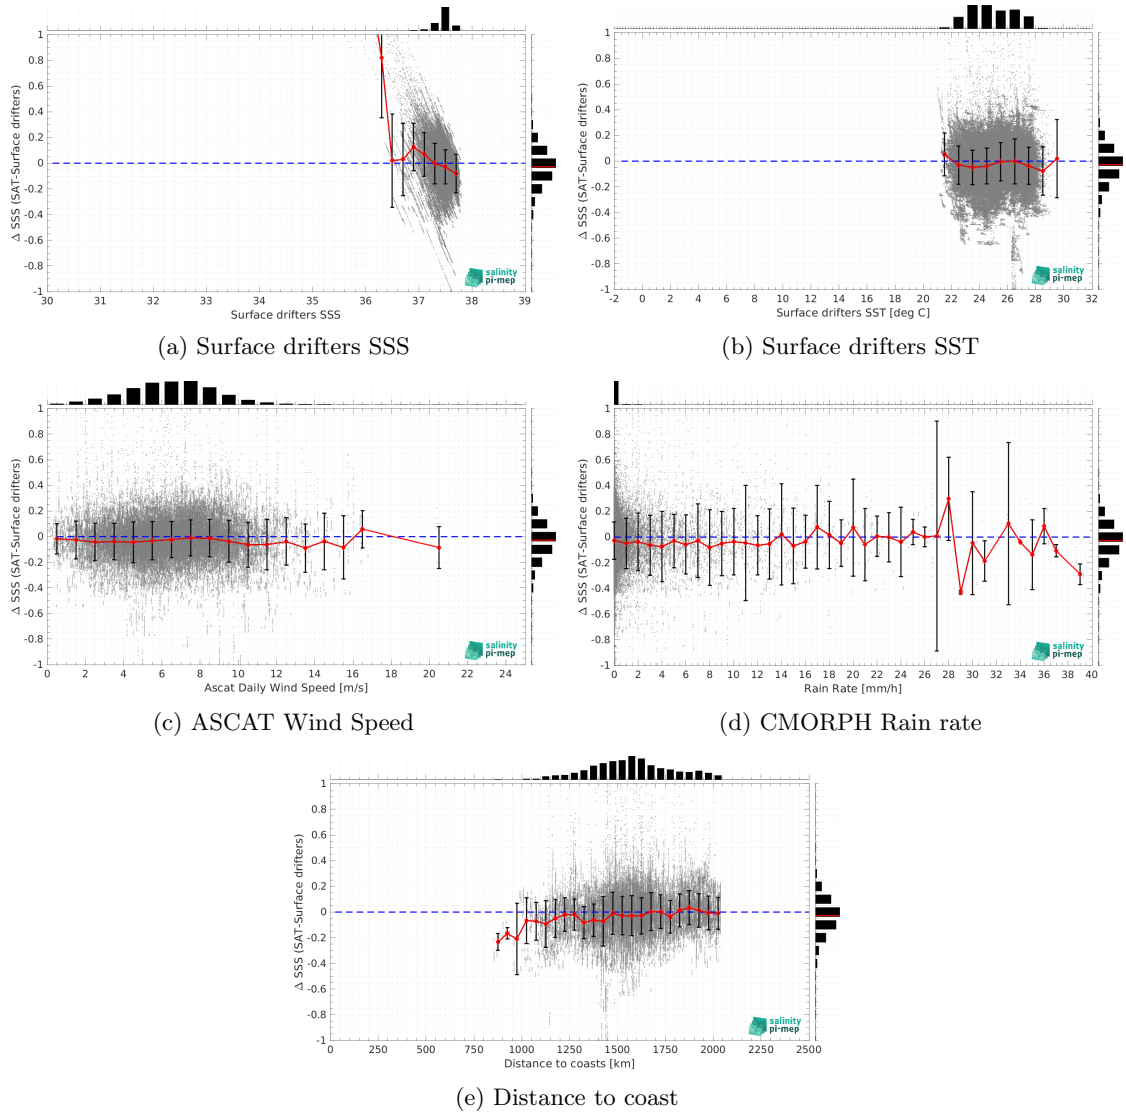 1
0.8
0.6
0.4
0.2
0
-0.2
-0.4
-0.6
-0.8
-1
Δ SSS (SAT-Surface drifters)
salinity
pi-mep
30 31 32 33 34 35 36 37 38 39
Surface drifters SSS
(a) Surface drifters SSS
1
0.8
0.6
0.4
0.2
0
-0.2
-0.4
-0.6
-0.8
-1
Δ SSS (SAT-Surface drifters)
salinity
pi-mep
-2 0 2 4 6 8 10 12 14 16 18 20 22 24 26 28 30 32
Surface drifters SST [deg C]
(b) Surface drifters SST
1
0.8
0.6
0.4
0.2
0
-0.2
-0.4
-0.6
-0.8
-1
Δ SSS (SAT-Surface drifters)
salinity
pi-mep
0 2 4 6 8 10 12 14 16 18 20 22 24
Ascat Daily Wind Speed [m/s]
(c) ASCAT Wind Speed
1
0.8
0.6
0.4
0.2
0
-0.2
-0.4
-0.6
-0.8
-1
Δ SSS (SAT-Surface drifters)
salinity
pi-mep
0 2 4 6 8 10 12 14 16 18 20 22 24 26 28 30 32 34 36 38 40
Rain Rate [mm/h]
(d) CMORPH Rain rate
1
0.8
0.6
0.4
0.2
0
-0.2
-0.4
-0.6
-0.8
-1
Δ SSS (SAT-Surface drifters)
salinity
pi-mep
0 250 500 750 1000 1250 1500 1750 2000 2250 2500
Distance to coasts [km]
(e) Distance to coast